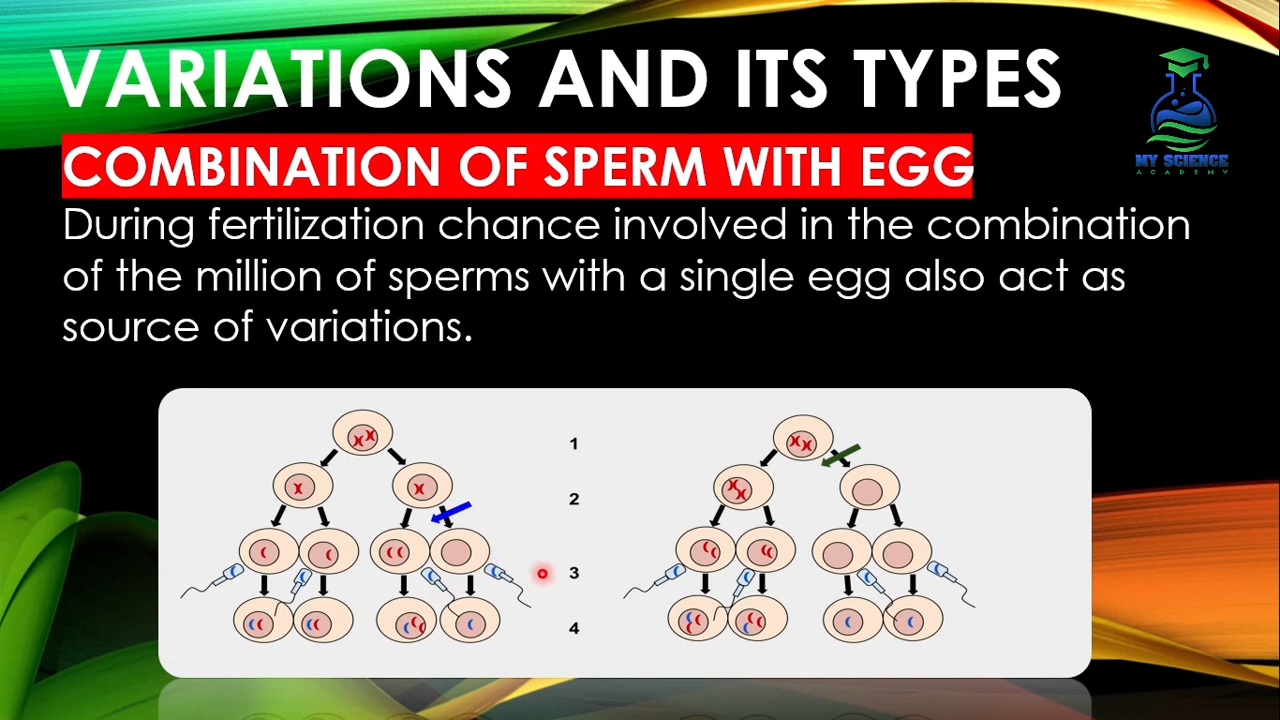 VARIATIONS AND ITS TYPES
MY SCIENCE
ACADEMY
COMBINATION OF SPERM WITH EGG
During fertilization chance involved in the combination
of the million of sperms with a single egg also act as
source of variations.
1
2
3
4